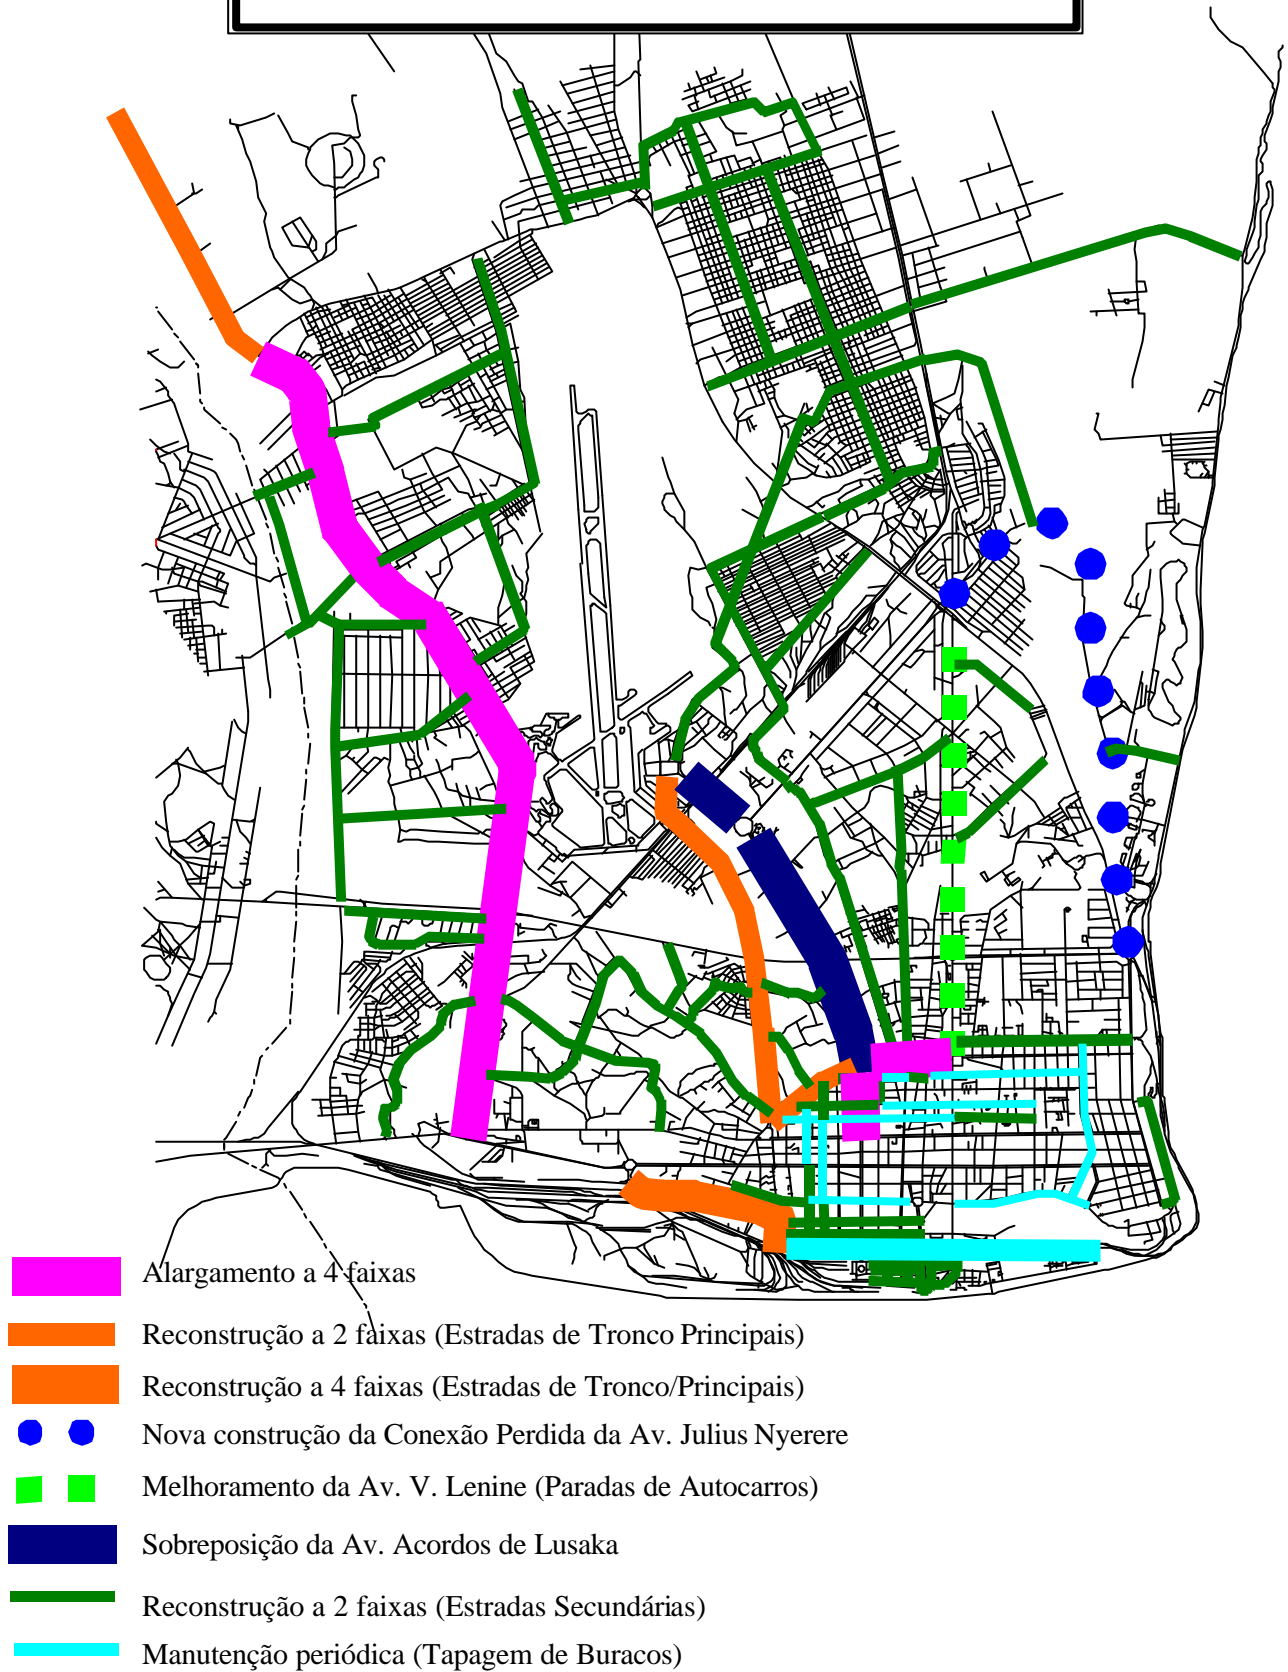 Alargamento a 4 faixas
Reconstrução a 2 faixas (Estradas de Tronco Principais)
Reconstrução a 4 faixas (Estradas de Tronco/Principais)
Nova construção da Conexão Perdida da Av. Julius Nyerere
Melhoramento da Av. V. Lenine (Paradas de Autocarros)
Sobreposição da Av. Acordos de Lusaka
Reconstrução a 2 faixas (Estradas Secundárias)
Manutenção periódica (Tapagem de Buracos)